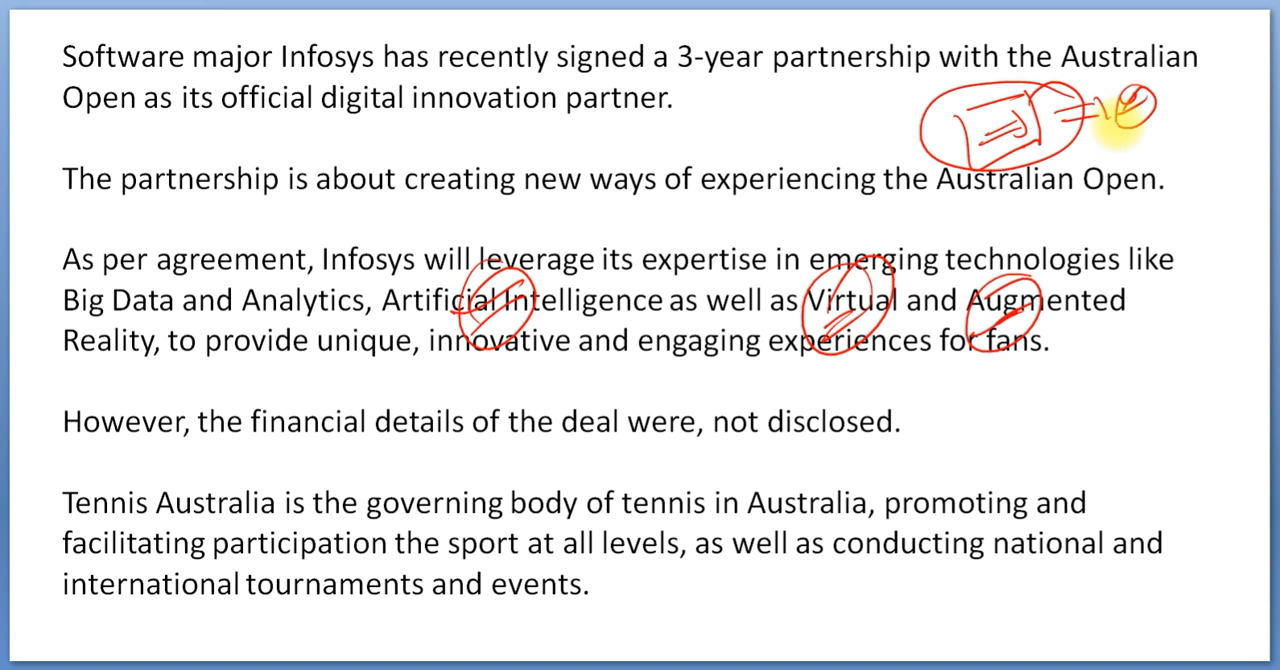 Software major Infosys has recently signed a 3-year partnership with the Australian
Open as its official digital innovation partner.
The partnership is about creating new ways of experiencing the Australian Open.
As per agreement, Infosys will leverage its expertise in emerging technologies like
Big Data and Analytics, Artificial Intelligence as well as Virtual and Augmented
Reality, to provide unique, innovative and engaging experiences for fans.
However, the financial details of the deal were, not disclosed.
Tennis Australia is the governing body of tennis in Australia, promoting and
facilitating participation the sport at all levels, as well as conducting national and
international tournaments and events.